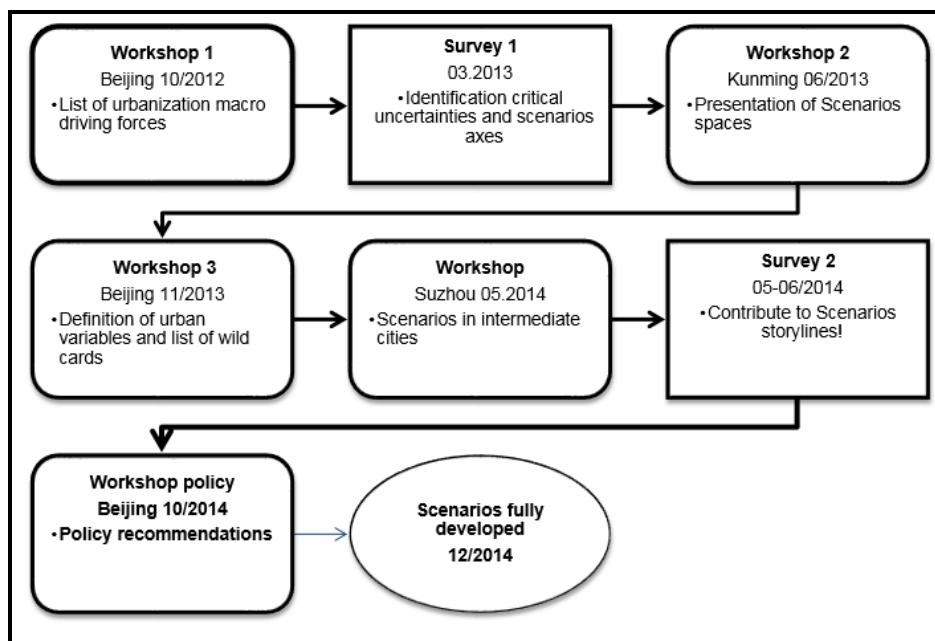 Workshop 1
Beijing 10/2012
•List of urbanization macro
driving forces
Survey 1
03.2013
•Identification critical
uncertainties and scenarios
axes
Workshop 2
Kunming 06/2013
•Presentation of Scenarios
spaces
Workshop 3
Beijing 11/2013
•Definition of urban
variables and list of wild
cards
Workshop
Suzhou 05.2014
•Scenarios in intermediate
cities
Survey 2
05-06/2014
•Contribute to Scenarios
storylines!
Workshop policy
Beijing 10/2014
•Policy recommendations
Scenarios fully
developed
12/2014